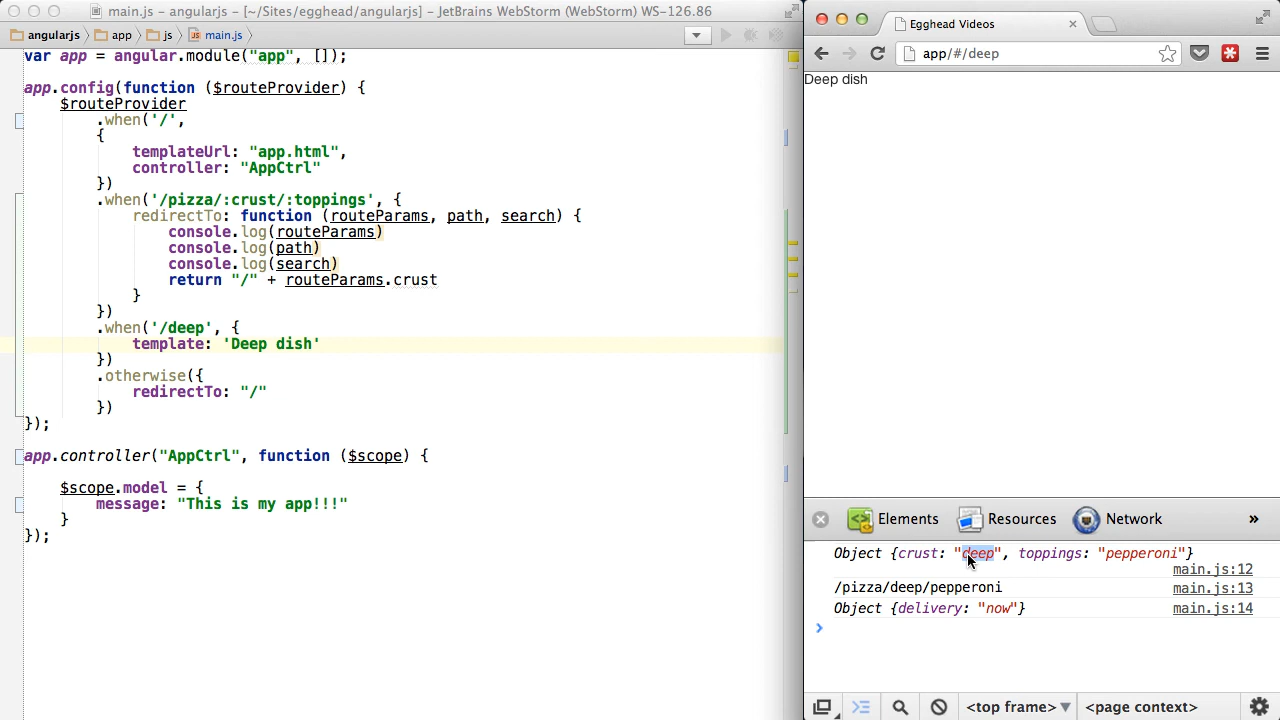 main.js – angularjs – [~/Sites/egghead/angularjs] – JetBrains WebStorm (WebStorm) WS-126.86
angularjs app js main.js
var app = angular.module("app", []);
app.config(function ($routeProvider) {
$routeProvider
.when('/',
{
templateUrl: "app.html",
controller: "AppCtrl"
})
.when('/pizza/:crust/:toppings', {
redirectTo: function (routeParams, path, search) {
console.log(routeParams)
console.log(path)
console.log(search)
return "/" + routeParams.crust
}
})
.when('/deep', {
template: 'Deep dish'
})
.otherwise({
redirectTo: "/"
})
});
app.controller("AppCtrl", function ($scope) {
$scope.model = {
message: "This is my app!!!"
}
});
Egghead Videos
app/#/deep
Deep dish
Elements Resources Network »
Object {crust: "deep", toppings: "pepperoni"}
main.js:12
/pizza/deep/pepperoni main.js:13
Object {delivery: "now"} main.js:14
<top frame> <page context>